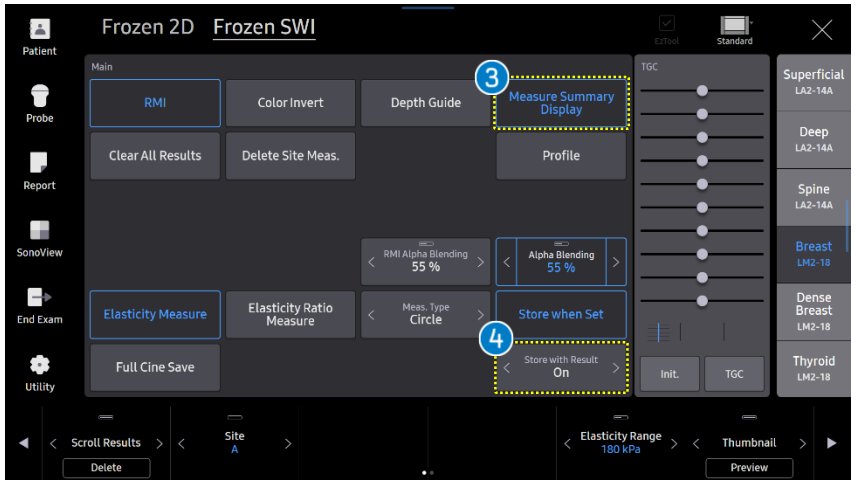 Patient
Probe
Report
SonoView
End Exam
Utility
Frozen 2D Frozen SWI
EzTool
Standard
Main
RMI
Color Invert
Depth Guide
3
Measure Summary
Display
Clear All Results
Delete Site Meas.
Profile
RMI Alpha Blending
55 %
Alpha Blending
55 %
Elasticity Measure
Elasticity Ratio
Measure
Meas. Type
Circle
Store when Set
4
Full Cine Save
Store with Result
On
TGC
Init.
TGC
Superficial
LA2-14A
Deep
LA2-14A
Spine
LA2-14A
Breast
LM2-18
Dense
Breast
LM2-18
Thyroid
LM2-18
Scroll Results
Delete
Site
A
Elasticity Range
180 kPa
Thumbnail
Preview